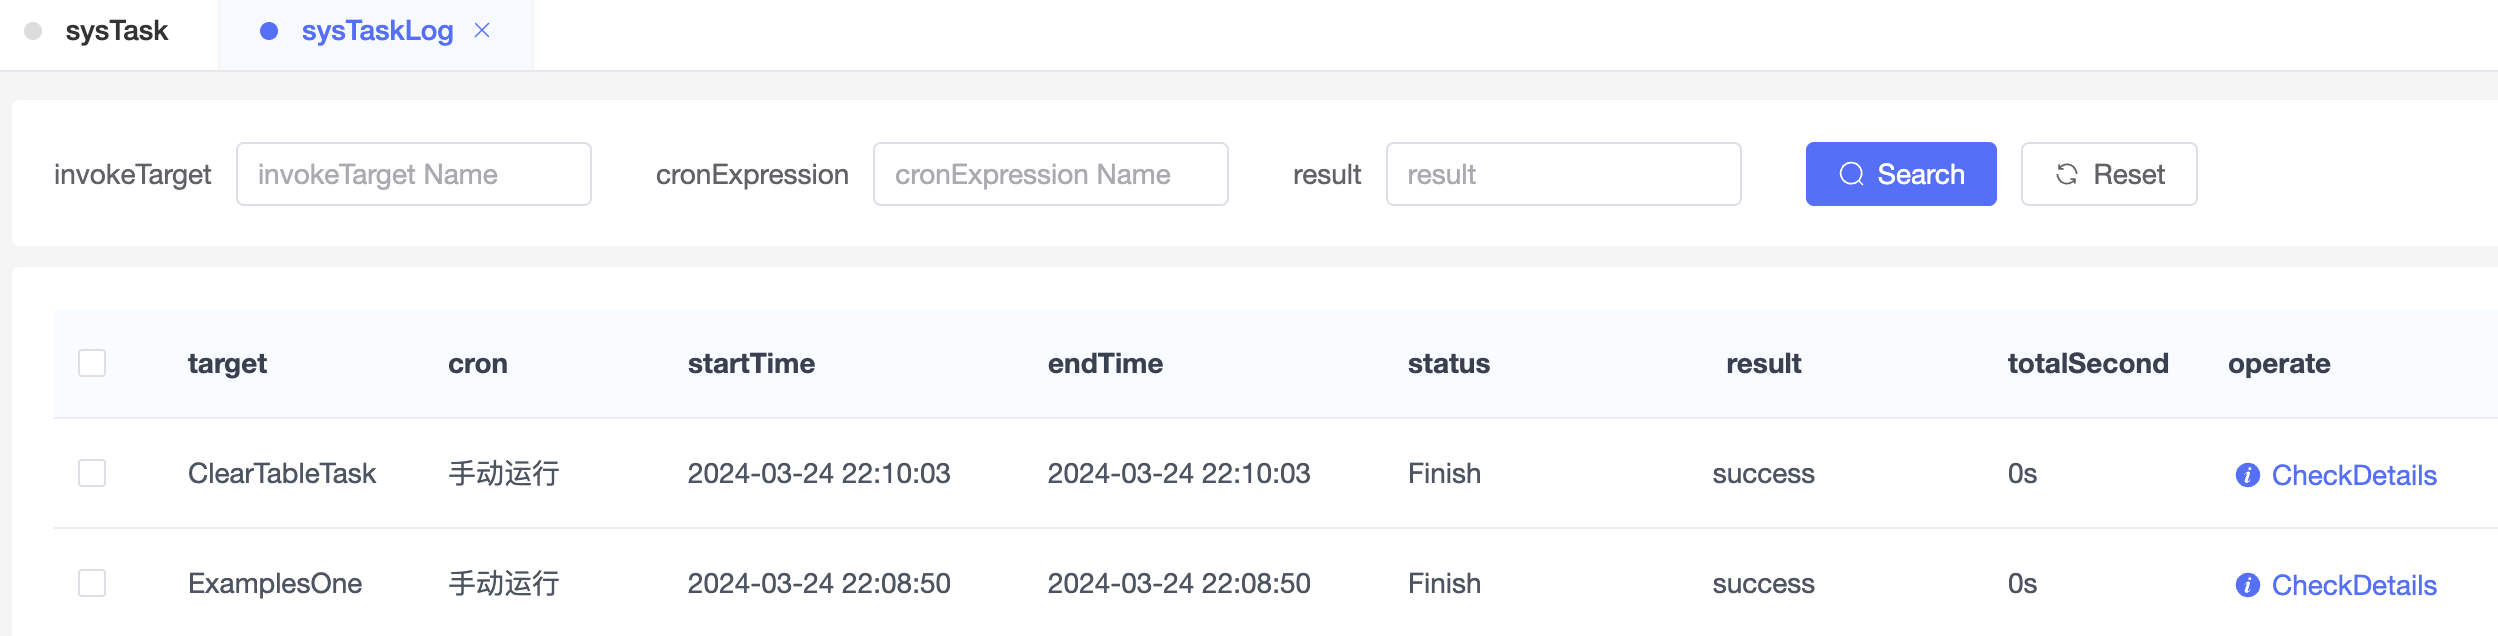 sysTask sysTaskLog
invokeTarget invokeTarget Name cronExpression cronExpression Name result result Search Reset
target cron startTime endTime status result totalSecond operate
ClearTableTask 手动运行 2024-03-24 22:10:03 2024-03-24 22:10:03 Finish success 0s CheckDetails
ExamplesOne 手动运行 2024-03-24 22:08:50 2024-03-24 22:08:50 Finish success 0s CheckDetails